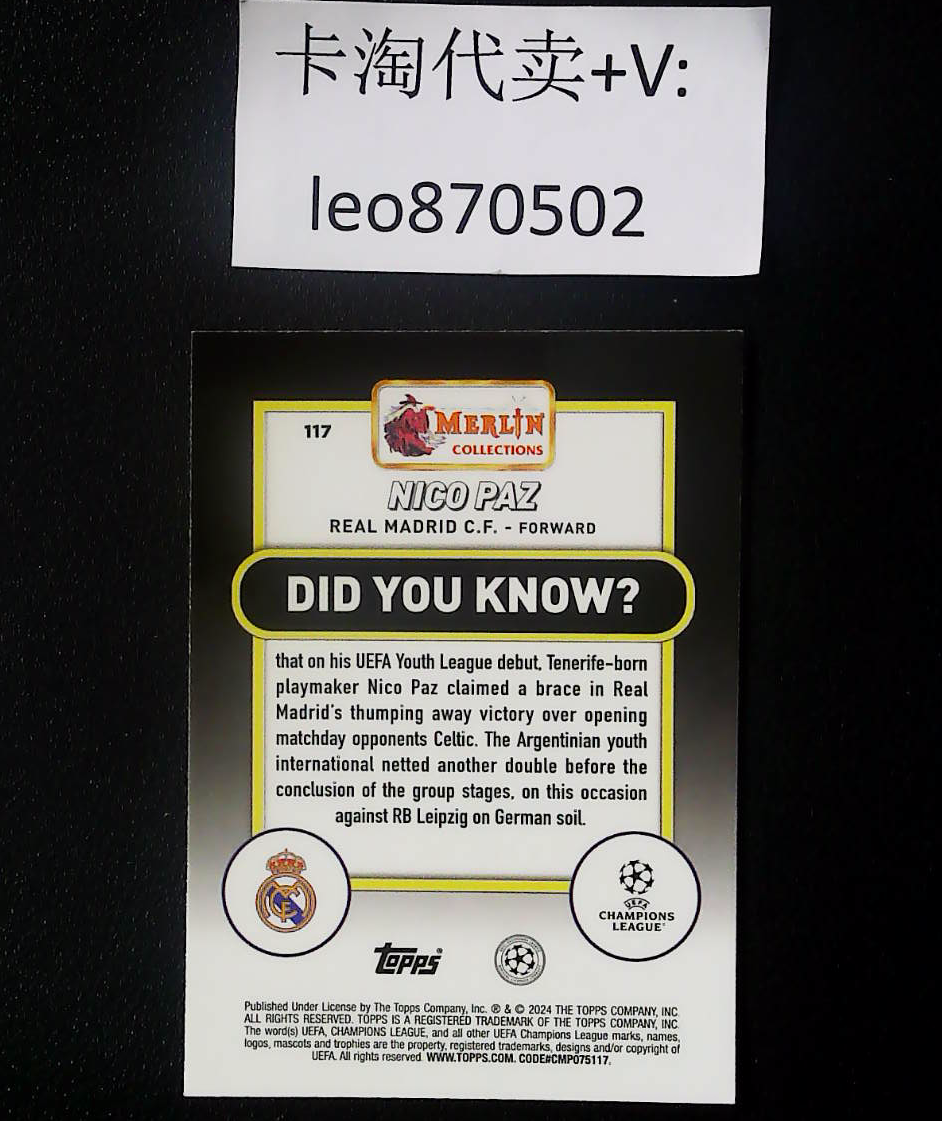 卡淘代卖+V:
leo870502
117
MERLIN
COLLECTIONS
NICO PAZ
REAL MADRID C.F. - FORWARD
DID YOU KNOW?
that on his UEFA Youth League debut, Tenerife-born
playmaker Nico Paz claimed a brace in Real
Madrid's thumping away victory over opening
matchday opponents Celtic. The Argentinian youth
international netted another double before the
conclusion of the group stages, on this occasion
against RB Leipzig on German soil.
UEFA
CHAMPIONS
LEAGUE®
Topps®
Published Under License by The Topps Company, Inc. ® & © 2024 THE TOPPS COMPANY, INC.
ALL RIGHTS RESERVED. TOPPS IS A REGISTERED TRADEMARK OF THE TOPPS COMPANY, INC.
The word(s) UEFA, CHAMPIONS LEAGUE, and all other UEFA Champions League marks, names,
logos, mascots and trophies are the property, registered trademarks, designs and/or copyright of
UEFA. All rights reserved. WWW.TOPPS.COM. CODE#CMP075117.